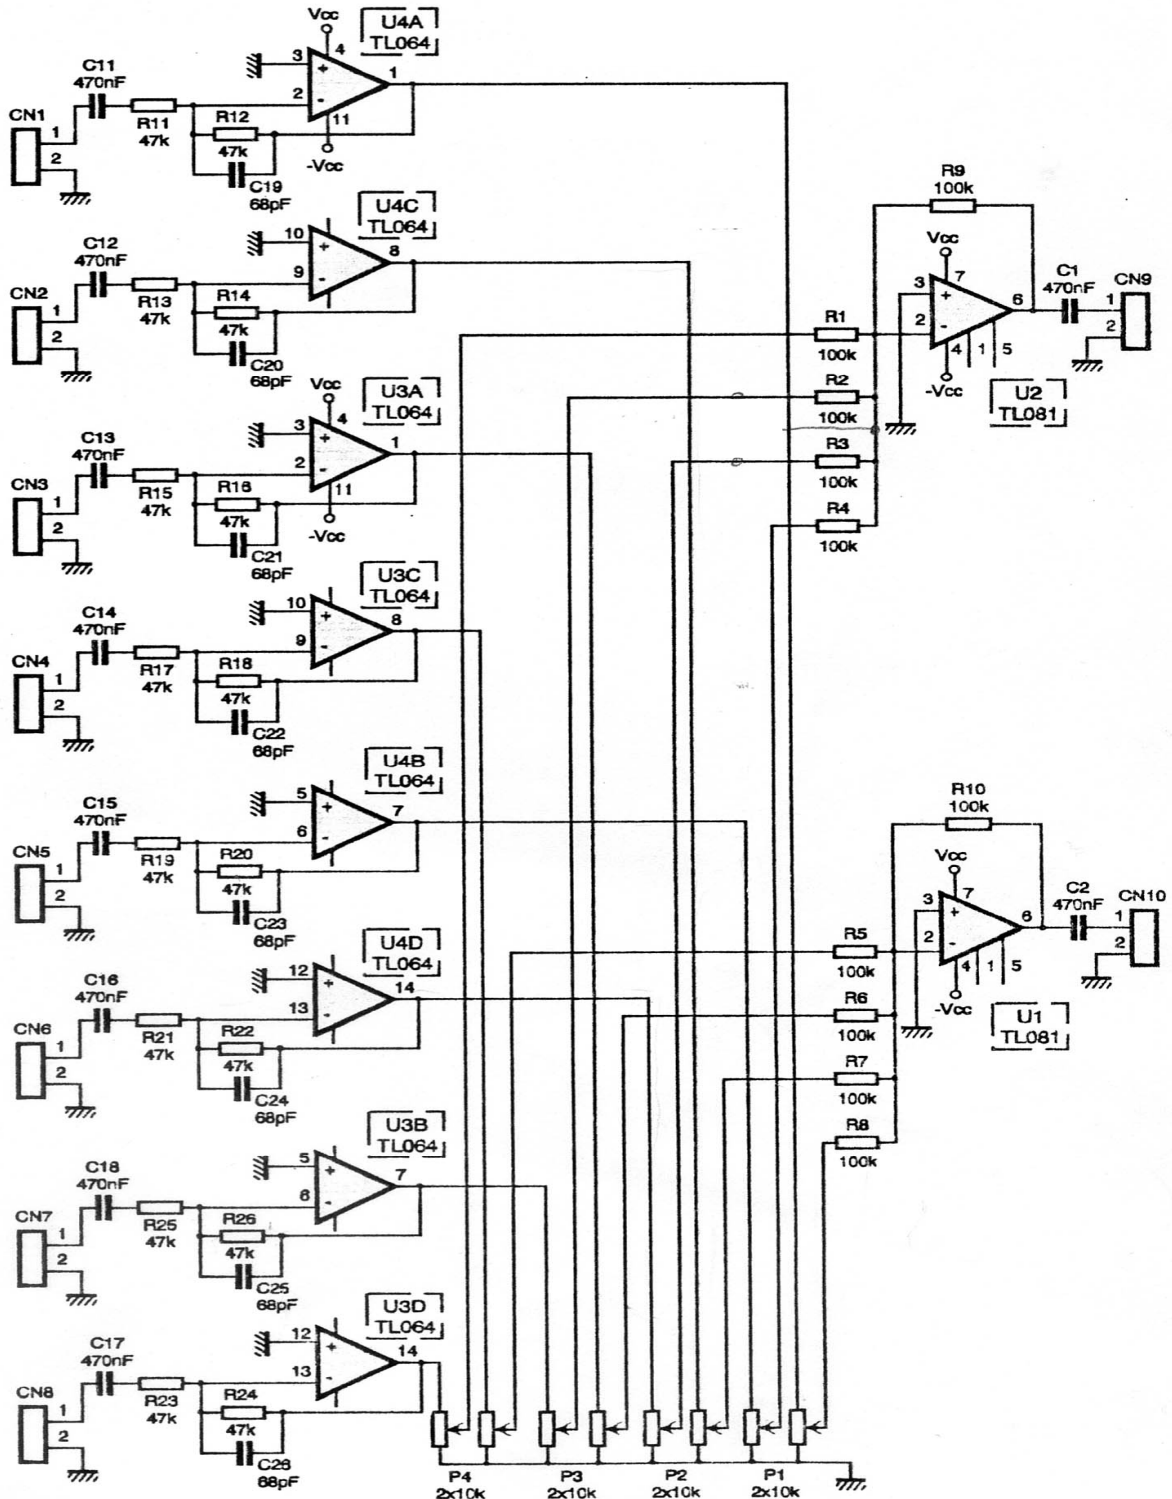 Vcc
U4A
TL064
C11
470nF
3
4
+
1
CN1
1
2
R11
47k
2
-
R12
47k
11
-Vcc
C19
68pF
U4C
TL064
C12
470nF
10
+
8
CN2
1
2
R13
47k
9
-
R14
47k
C20
68pF
Vcc
U3A
TL064
C13
470nF
3
4
+
1
CN3
1
2
R15
47k
2
-
R16
47k
11
-Vcc
C21
68pF
U3C
TL064
C14
470nF
10
+
8
CN4
1
2
R17
47k
9
-
R18
47k
C22
68pF
U4B
TL064
C15
470nF
5
+
7
CN5
1
2
R19
47k
6
-
R20
47k
C23
68pF
U4D
TL064
C16
470nF
12
+
14
CN6
1
2
R21
47k
13
-
R22
47k
C24
68pF
U3B
TL064
C18
470nF
5
+
7
CN7
1
2
R25
47k
6
-
R26
47k
C25
68pF
U3D
TL064
C17
470nF
12
+
14
CN8
1
2
R23
47k
13
-
R24
47k
C26
68pF
R9
100k
Vcc
3
+
7
6
C1
470nF
CN9
1
2
R1
100k
2
-
4
1
5
-Vcc
U2
TL081
R2
100k
R3
100k
R4
100k
R10
100k
Vcc
3
+
7
6
C2
470nF
CN10
1
2
R5
100k
2
-
4
1
5
-Vcc
U1
TL081
R6
100k
R7
100k
R8
100k
P4
2x10k
P3
2x10k
P2
2x10k
P1
2x10k